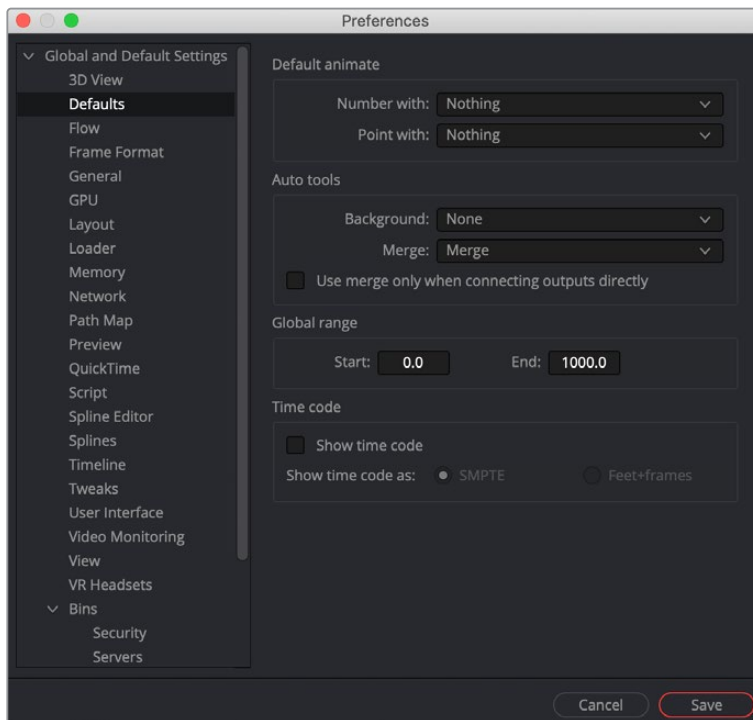 Preferences
Global and Default Settings
3D View
Defaults
Flow
Frame Format
General
GPU
Layout
Loader
Memory
Network
Path Map
Preview
QuickTime
Script
Spline Editor
Splines
Timeline
Tweaks
User Interface
Video Monitoring
View
VR Headsets
Bins
Security
Servers
Default animate
Number with: Nothing
Point with: Nothing
Auto tools
Background: None
Merge: Merge
Use merge only when connecting outputs directly
Global range
Start: 0.0 End: 1000.0
Time code
Show time code
Show time code as: SMPTE Feet+frames
Cancel Save